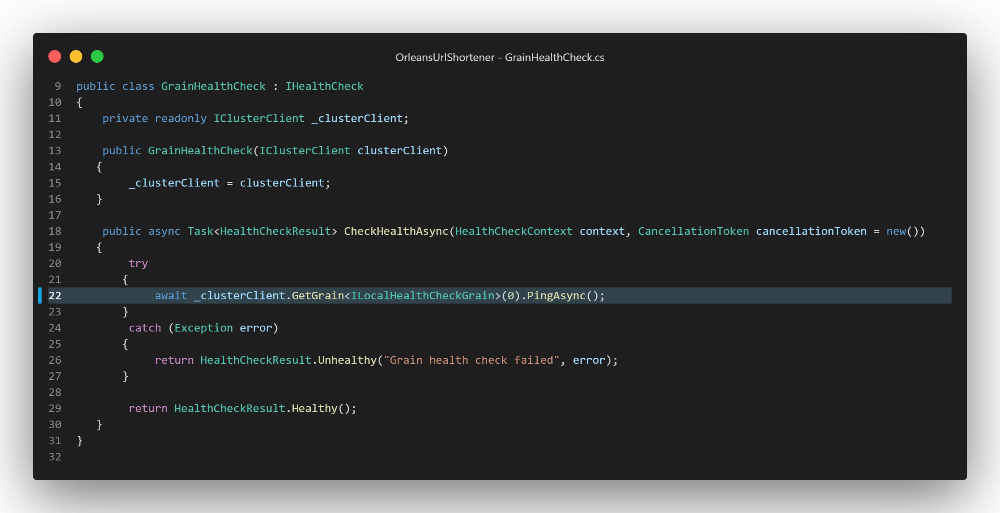 OrleansUrlShortener - GrainHealthCheck.cs
9 public class GrainHealthCheck : IHealthCheck
10 {
11     private readonly IClusterClient _clusterClient;
12
13     public GrainHealthCheck(IClusterClient clusterClient)
14    {
15         _clusterClient = clusterClient;
16    }
17
18     public async Task<HealthCheckResult> CheckHealthAsync(HealthCheckContext context, CancellationToken cancellationToken = new())
19    {
20         try
21        {
22             await _clusterClient.GetGrain<ILocalHealthCheckGrain>(0).PingAsync();
23        }
24         catch (Exception error)
25        {
26             return HealthCheckResult.Unhealthy("Grain health check failed", error);
27        }
28
29         return HealthCheckResult.Healthy();
30    }
31 }
32